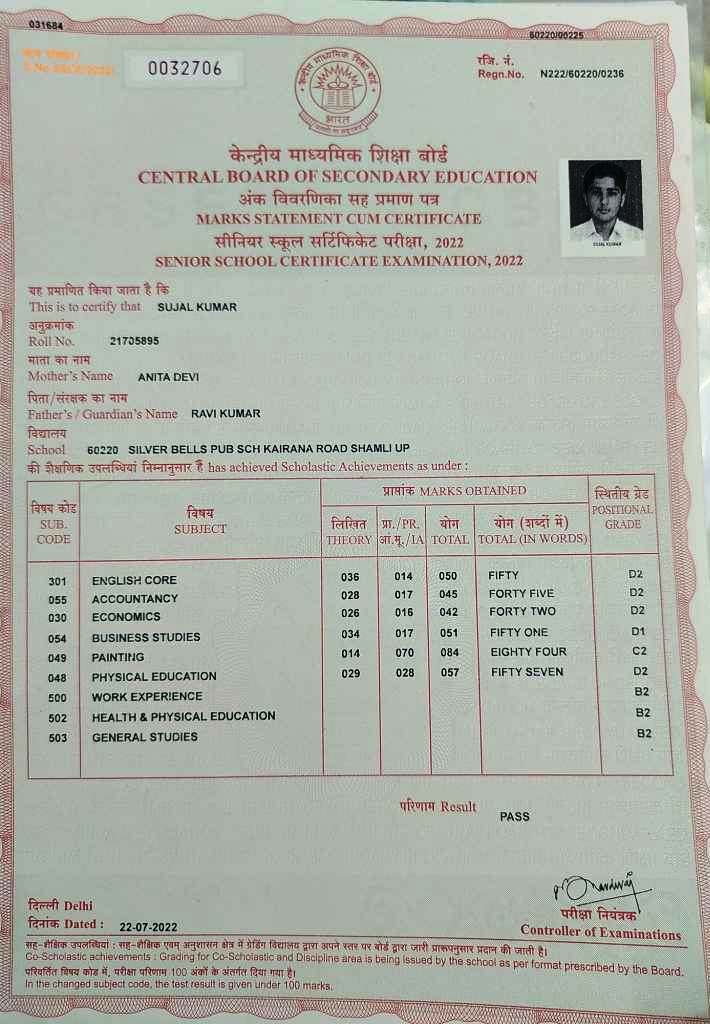 031684
60220/00225
0032706
रजि. नं.
Regn.No. N222/60220/0236
केन्द्रीय माध्यमिक शिक्षा बोर्ड
भारत
केन्द्रीय माध्यमिक शिक्षा बोर्ड
CENTRAL BOARD OF SECONDARY EDUCATION
अंक विवरणिका सह प्रमाण पत्र
MARKS STATEMENT CUM CERTIFICATE
सीनियर स्कूल सर्टिफिकेट परीक्षा, 2022
SENIOR SCHOOL CERTIFICATE EXAMINATION, 2022
SUJAL KUMAR
यह प्रमाणित किया जाता है कि
This is to certify that SUJAL KUMAR
अनुक्रमांक
Roll No. 21705895
माता का नाम
Mother's Name ANITA DEVI
पिता/संरक्षक का नाम
Father's / Guardian's Name RAVI KUMAR
विद्यालय
School 60220 SILVER BELLS PUB SCH KAIRANA ROAD SHAMLI UP
की शैक्षणिक उपलब्धियां निम्नानुसार हैं has achieved Scholastic Achievements as under :
विषय कोड
SUB.
CODE
विषय
SUBJECT
प्राप्तांक MARKS OBTAINED
लिखित
THEORY
प्रा./PR.
आं.मू./IA
योग
TOTAL
योग (शब्दों में)
TOTAL (IN WORDS)
स्थितीय ग्रेड
POSITIONAL
GRADE
301 ENGLISH CORE 036 014 050 FIFTY D2
055 ACCOUNTANCY 028 017 045 FORTY FIVE D2
030 ECONOMICS 026 016 042 FORTY TWO D2
054 BUSINESS STUDIES 034 017 051 FIFTY ONE D1
049 PAINTING 014 070 084 EIGHTY FOUR C2
048 PHYSICAL EDUCATION 029 028 057 FIFTY SEVEN D2
500 WORK EXPERIENCE B2
502 HEALTH & PHYSICAL EDUCATION B2
503 GENERAL STUDIES B2
परिणाम Result PASS
दिल्ली Delhi
दिनांक Dated : 22-07-2022
परीक्षा नियंत्रक
Controller of Examinations
सह-शैक्षिक उपलब्धियां : सह-शैक्षिक एवम् अनुशासन क्षेत्र में ग्रेडिंग विद्यालय द्वारा अपने स्तर पर बोर्ड द्वारा जारी प्रारूपनुसार प्रदान की जाती है।
Co-Scholastic achievements : Grading for Co-Scholastic and Discipline area is being issued by the school as per format prescribed by the Board.
परिवर्तित विषय कोड में, परीक्षा परिणाम 100 अंकों के अंतर्गत दिया गया है।
In the changed subject code, the test result is given under 100 marks.